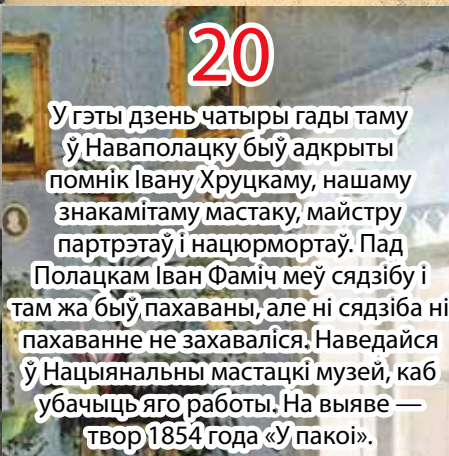 20
У гэты дзень чатыры гады таму
ў Наваполацку быў адкрыты
помнік Івану Хруцкаму, нашаму
знакамітаму мастаку, майстру
партрэтаў і нацюрмортаў. Пад
Полацкам Іван Фаміч меў сядзібу і
там жа быў пахаваны, але ні сядзіба ні
пахаванне не захаваліся. Наведайся
ў Нацыянальны мастацкі музей, каб
убачыць яго работы. На выяве —
твор 1854 года «У пакоі».